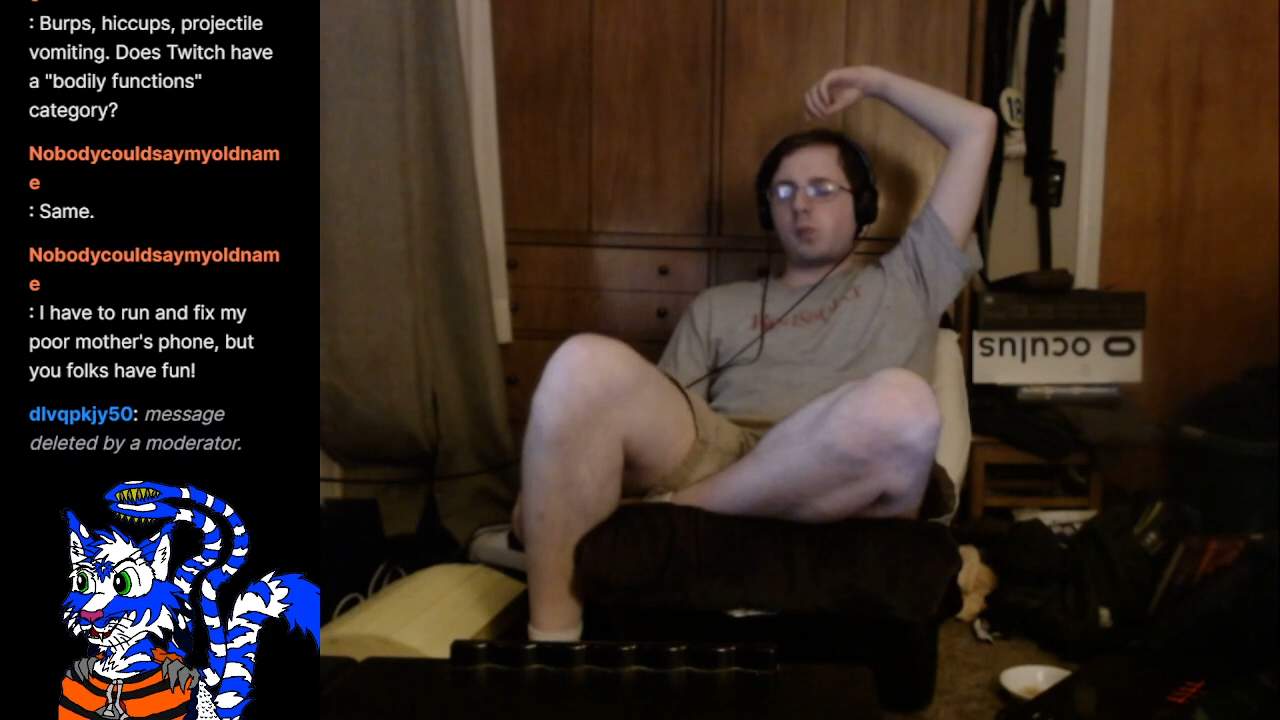 : Burps, hiccups, projectile
vomiting. Does Twitch have
a "bodily functions"
category?
Nobodycouldsaymyoldnam
e
: Same.
Nobodycouldsaymyoldnam
e
: I have to run and fix my
poor mother's phone, but
you folks have fun!
dlvqpkjy50: message
deleted by a moderator.
18
oculus